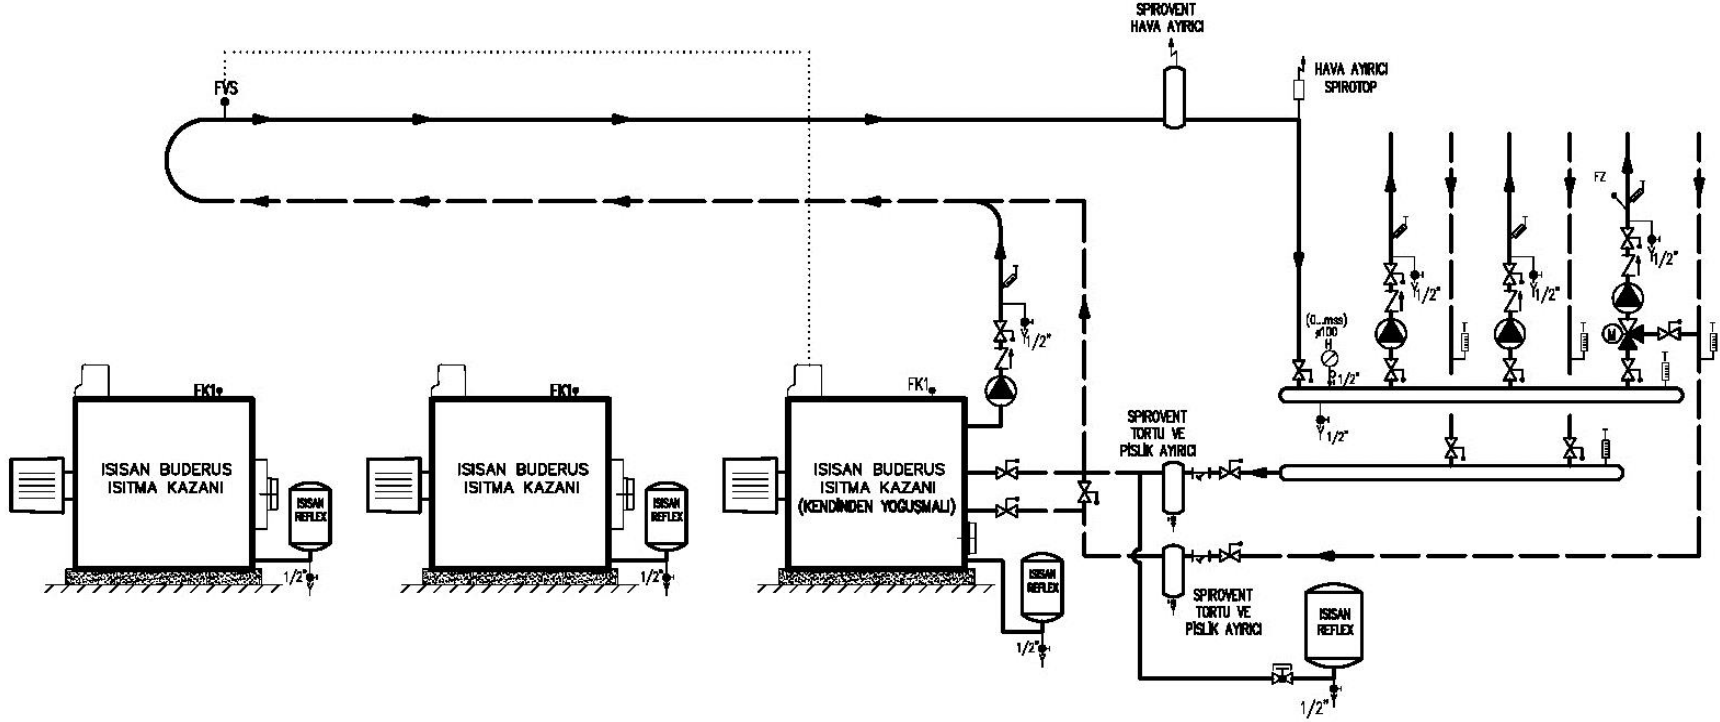 SPIROVENT
HAVA AYIRICI
HAVA AYIRICI
SPIROTOP
FVS
FZ
T
T
T
1/2"
1/2"
1/2"
T
1/2"
(0...mss)
ø100
H
M
T
T
T
T
1/2"
FK1
FK1
FK1
1/2"
SPIROVENT
TORTU VE
PİSLİK AYIRICI
T
ISISAN BUDERUS
ISITMA KAZANI
ISISAN BUDERUS
ISITMA KAZANI
ISISAN BUDERUS
ISITMA KAZANI
(KENDİNDEN YOĞUŞMALI)
ISISAN
REFLEX
ISISAN
REFLEX
1/2"
1/2"
ISISAN
REFLEX
1/2"
SPIROVENT
TORTU VE
PİSLİK AYIRICI
ISISAN
REFLEX
1/2"